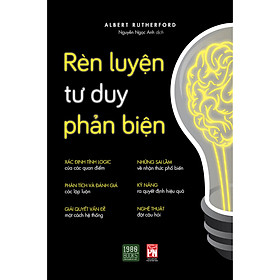 ALBERT RUTHERFORD
Nguyễn Ngọc Anh dịch
Rèn luyện
tư duy
phản biện
XÁC ĐỊNH TÍNH LOGIC
của các quan điểm
NHỮNG SAI LẦM
về nhận thức phổ biến
PHÂN TÍCH VÀ ĐÁNH GIÁ
các lập luận
KỸ NĂNG
ra quyết định hiệu quả
GIẢI QUYẾT VẤN ĐỀ
một cách hệ thống
NGHỆ THUẬT
đặt câu hỏi
1980
BOOKS